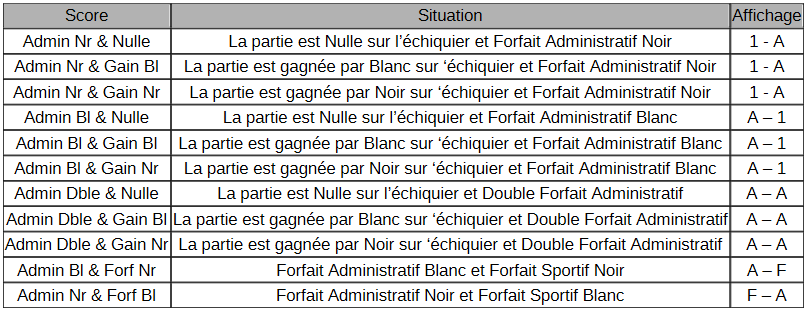 Score Situation Affichage
Admin Nr & Nulle La partie est Nulle sur l’échiquier et Forfait Administratif Noir 1 - A
Admin Nr & Gain Bl La partie est gagnée par Blanc sur ‘échiquier et Forfait Administratif Noir 1 - A
Admin Nr & Gain Nr La partie est gagnée par Noir sur ‘échiquier et Forfait Administratif Noir 1 - A
Admin Bl & Nulle La partie est Nulle sur l’échiquier et Forfait Administratif Blanc A – 1
Admin Bl & Gain Bl La partie est gagnée par Blanc sur ‘échiquier et Forfait Administratif Blanc A – 1
Admin Bl & Gain Nr La partie est gagnée par Noir sur ‘échiquier et Forfait Administratif Blanc A – 1
Admin Dble & Nulle La partie est Nulle sur l’échiquier et Double Forfait Administratif A – A
Admin Dble & Gain Bl La partie est gagnée par Blanc sur ‘échiquier et Double Forfait Administratif A – A
Admin Dble & Gain Nr La partie est gagnée par Noir sur ‘échiquier et Double Forfait Administratif A – A
Admin Bl & Forf Nr Forfait Administratif Blanc et Forfait Sportif Noir A – F
Admin Nr & Forf Bl Forfait Administratif Noir et Forfait Sportif Blanc F – A